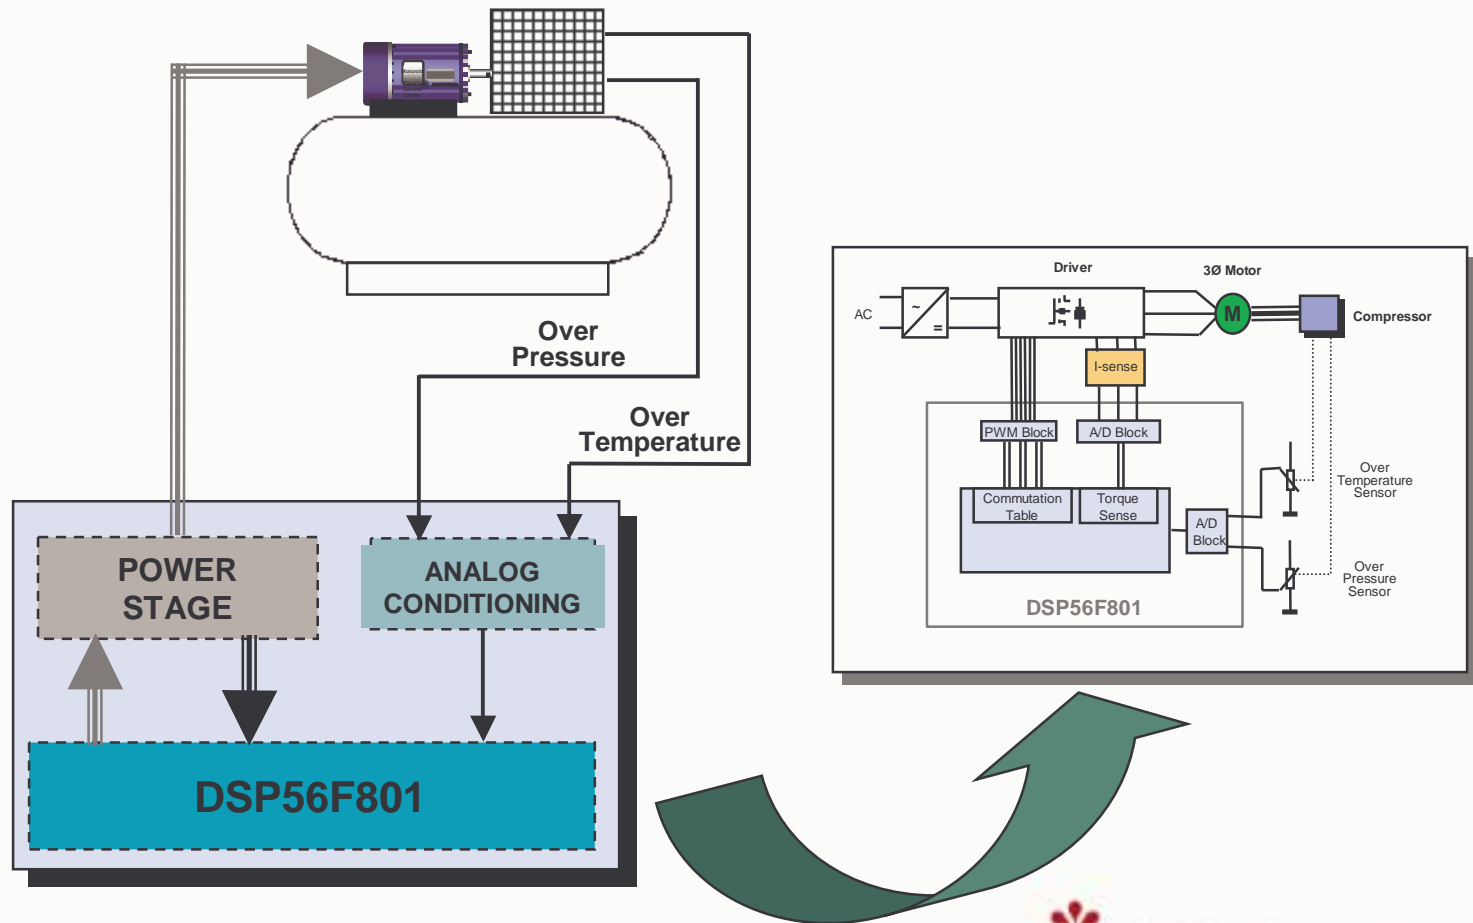 Over
Pressure
Over
Temperature
POWER
STAGE
ANALOG
CONDITIONING
DSP56F801
Driver
3Ø Motor
AC
~
=
M
Compressor
I-sense
PWM Block
A/D Block
Commutation
Table
Torque
Sense
A/D
Block
Over
Temperature
Sensor
Over
Pressure
Sensor
DSP56F801